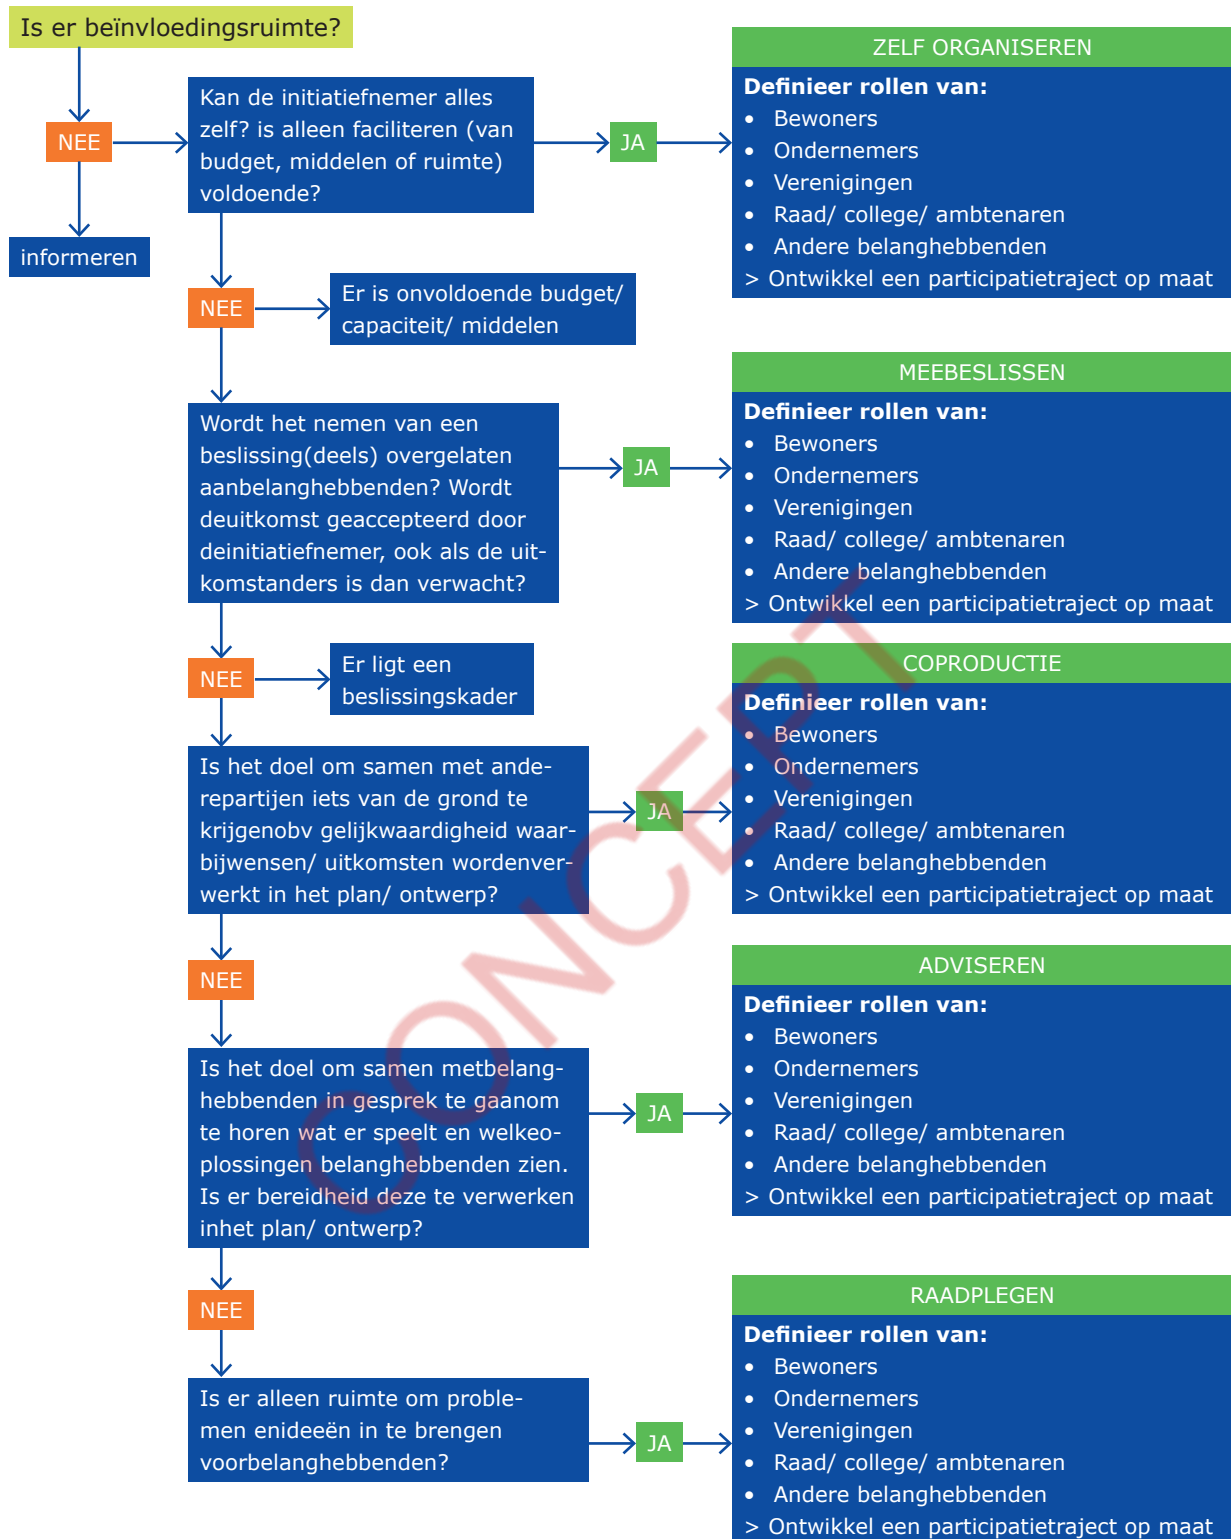 Is er beïnvloedingsruimte?
NEE
informeren
Kan de initiatiefnemer alles
zelf? is alleen faciliteren (van
budget, middelen of ruimte)
voldoende?
JA
ZELF ORGANISEREN
Definieer rollen van:
• Bewoners
• Ondernemers
• Verenigingen
• Raad/ college/ ambtenaren
• Andere belanghebbenden
> Ontwikkel een participatietraject op maat
NEE
Er is onvoldoende budget/
capaciteit/ middelen
Wordt het nemen van een
beslissing(deels) overgelaten
aanbelanghebbenden? Wordt
deuitkomst geaccepteerd door
deinitiatiefnemer, ook als de uit-
komstanders is dan verwacht?
JA
MEEBESLISSEN
Definieer rollen van:
• Bewoners
• Ondernemers
• Verenigingen
• Raad/ college/ ambtenaren
• Andere belanghebbenden
> Ontwikkel een participatietraject op maat
NEE
Er ligt een
beslissingskader
Is het doel om samen met ande-
repartijen iets van de grond te
krijgenobv gelijkwaardigheid waar-
bijwensen/ uitkomsten wordenver-
werkt in het plan/ ontwerp?
JA
COPRODUCTIE
Definieer rollen van:
• Bewoners
• Ondernemers
• Verenigingen
• Raad/ college/ ambtenaren
• Andere belanghebbenden
> Ontwikkel een participatietraject op maat
NEE
Is het doel om samen metbelang-
hebbenden in gesprek te gaanom
te horen wat er speelt en welkeo-
plossingen belanghebbenden zien.
Is er bereidheid deze te verwerken
inhet plan/ ontwerp?
JA
ADVISEREN
Definieer rollen van:
• Bewoners
• Ondernemers
• Verenigingen
• Raad/ college/ ambtenaren
• Andere belanghebbenden
> Ontwikkel een participatietraject op maat
NEE
Is er alleen ruimte om proble-
men enideeën in te brengen
voorbelanghebbenden?
JA
RAADPLEGEN
Definieer rollen van:
• Bewoners
• Ondernemers
• Verenigingen
• Raad/ college/ ambtenaren
• Andere belanghebbenden
> Ontwikkel een participatietraject op maat
CONCEPT